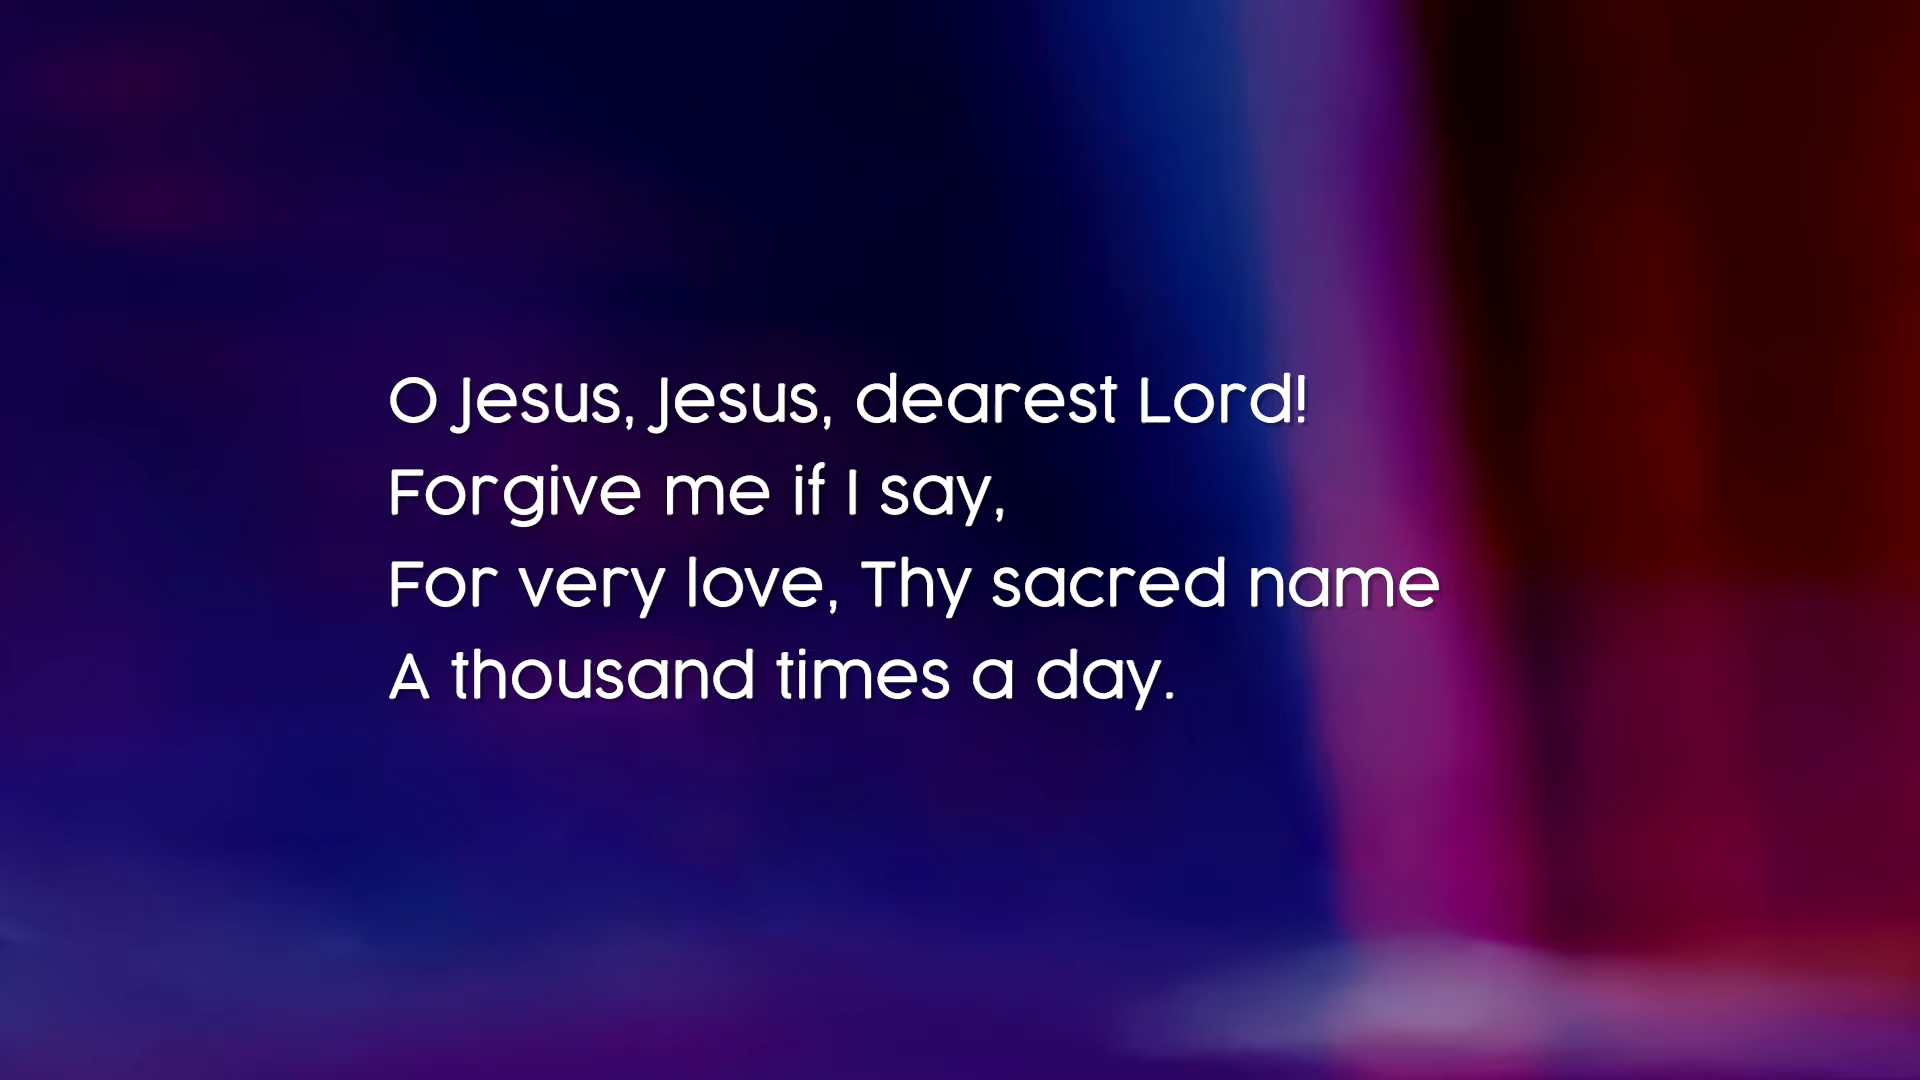 O Jesus, Jesus, dearest Lord!
Forgive me if I say,
For very love, Thy sacred name
A thousand times a day.